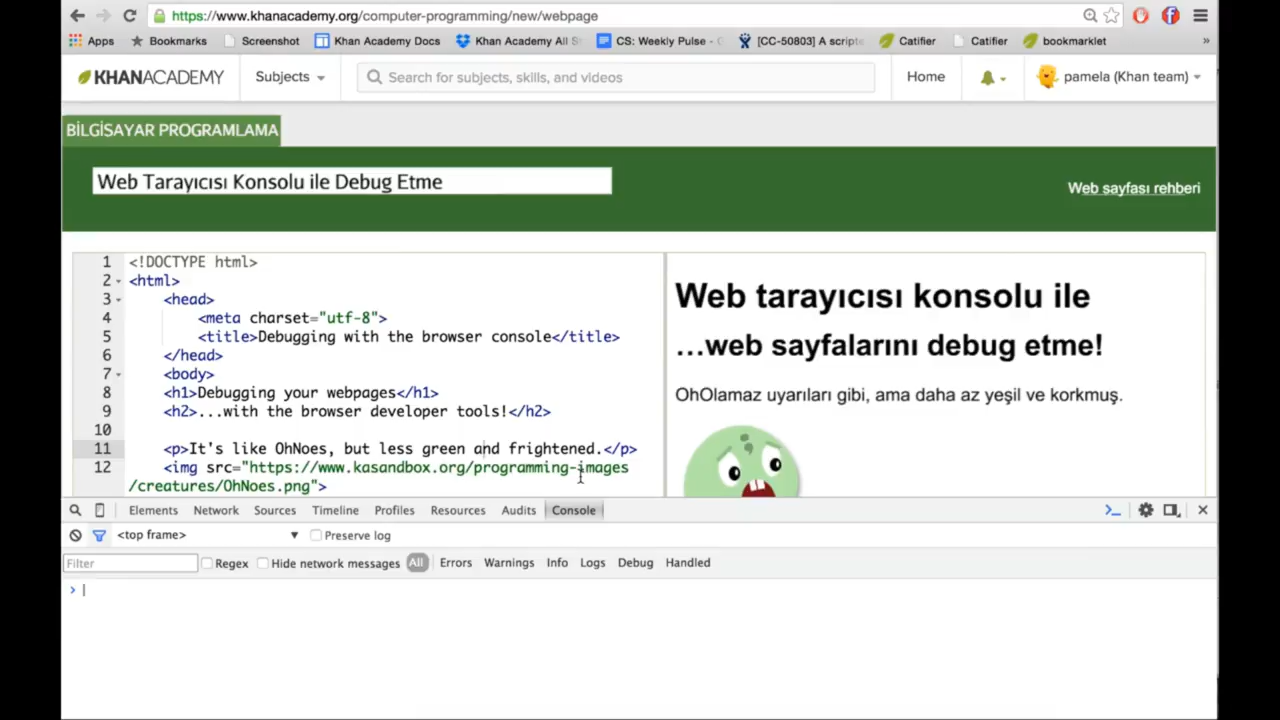 https://www.khanacademy.org/computer-programming/new/webpage
Apps Bookmarks Screenshot Khan Academy Docs Khan Academy All CS: Weekly Pulse - [CC-50803] A scripte Catifier Catifier bookmarklet »
KHANACADEMY Subjects Search for subjects, skills, and videos Home pamela (Khan team)
BİLGİSAYAR PROGRAMLAMA
Web Tarayıcısı Konsolu ile Debug Etme
Web sayfası rehberi
1 <!DOCTYPE html>
2 <html>
3 <head>
4 <meta charset="utf-8">
5 <title>Debugging with the browser console</title>
6 </head>
7 <body>
8 <h1>Debugging your webpages</h1>
9 <h2>...with the browser developer tools!</h2>
10
11 <p>It's like OhNoes, but less green and frightened.</p>
12 <img src="https://www.kasandbox.org/programming-images
/creatures/OhNoes.png">
Web tarayıcısı konsolu ile
...web sayfalarını debug etme!
OhOlamaz uyarıları gibi, ama daha az yeşil ve korkmuş.
Elements Network Sources Timeline Profiles Resources Audits Console
<top frame> Preserve log
Filter Regex Hide network messages All Errors Warnings Info Logs Debug Handled
>